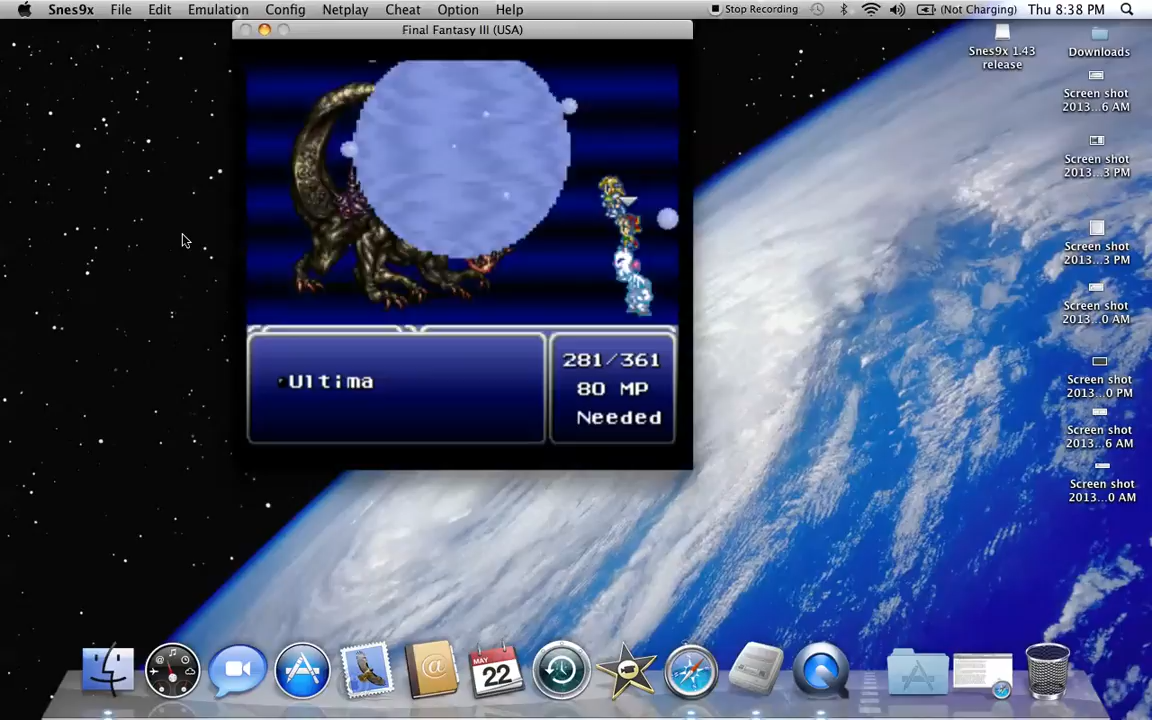 Snes9x File Edit Emulation Config Netplay Cheat Option Help Stop Recording (Not Charging) Thu 8:38 PM
Final Fantasy III (USA)
Snes9x 1.43
release
Downloads
Screen shot
2013...6 AM
Screen shot
2013...3 PM
Screen shot
2013...3 PM
Screen shot
2013...0 AM
Screen shot
2013...0 PM
Screen shot
2013...6 AM
Screen shot
2013...0 AM
Ultima
281/361
80 MP
Needed
MAY
22